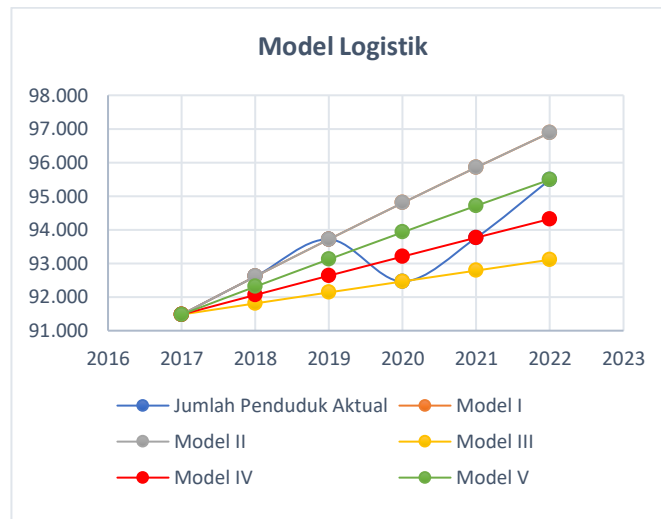 Model Logistik
98.000
97.000
96.000
95.000
94.000
93.000
92.000
91.000
2016 2017 2018 2019 2020 2021 2022 2023
Jumlah Penduduk Aktual Model I
Model II Model III
Model IV Model V